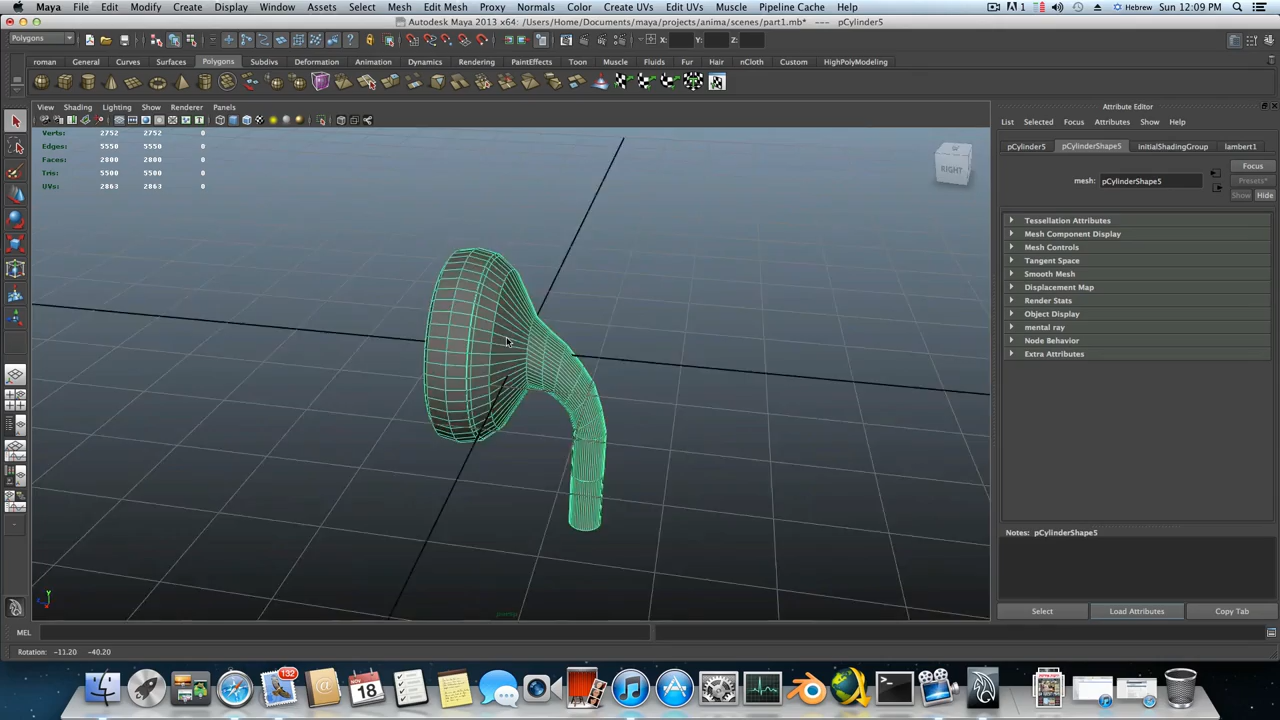 Maya File Edit Modify Create Display Window Assets Select Mesh Edit Mesh Proxy Normals Color Create UVs Edit UVs Muscle Pipeline Cache Hebrew Sun 12:09 PM
Autodesk Maya 2013 x64: /Users/Home/Documents/maya/projects/anima/scenes/part1.mb* --- pCylinder5
Polygons X: Y: Z:
roman General Curves Surfaces Polygons Subdivs Deformation Animation Dynamics Rendering PaintEffects Toon Muscle Fluids Fur Hair nCloth Custom HighPolyModeling
View Shading Lighting Show Renderer Panels
Attribute Editor
List Selected Focus Attributes Show Help
Verts: 2752 2752 0
Edges: 5550 5550 0
Faces: 2800 2800 0
Tris: 5500 5500 0
UVs: 2863 2863 0
RIGHT
pCylinder5 pCylinderShape5 initialShadingGroup lambert1
Focus
mesh: pCylinderShape5 Presets*
Show Hide
Tessellation Attributes
Mesh Component Display
Mesh Controls
Tangent Space
Smooth Mesh
Displacement Map
Render Stats
Object Display
mental ray
Node Behavior
Extra Attributes
Notes: pCylinderShape5
Select Load Attributes Copy Tab
persp
MEL
Rotation: -11.20 -40.20
132
NOV
18